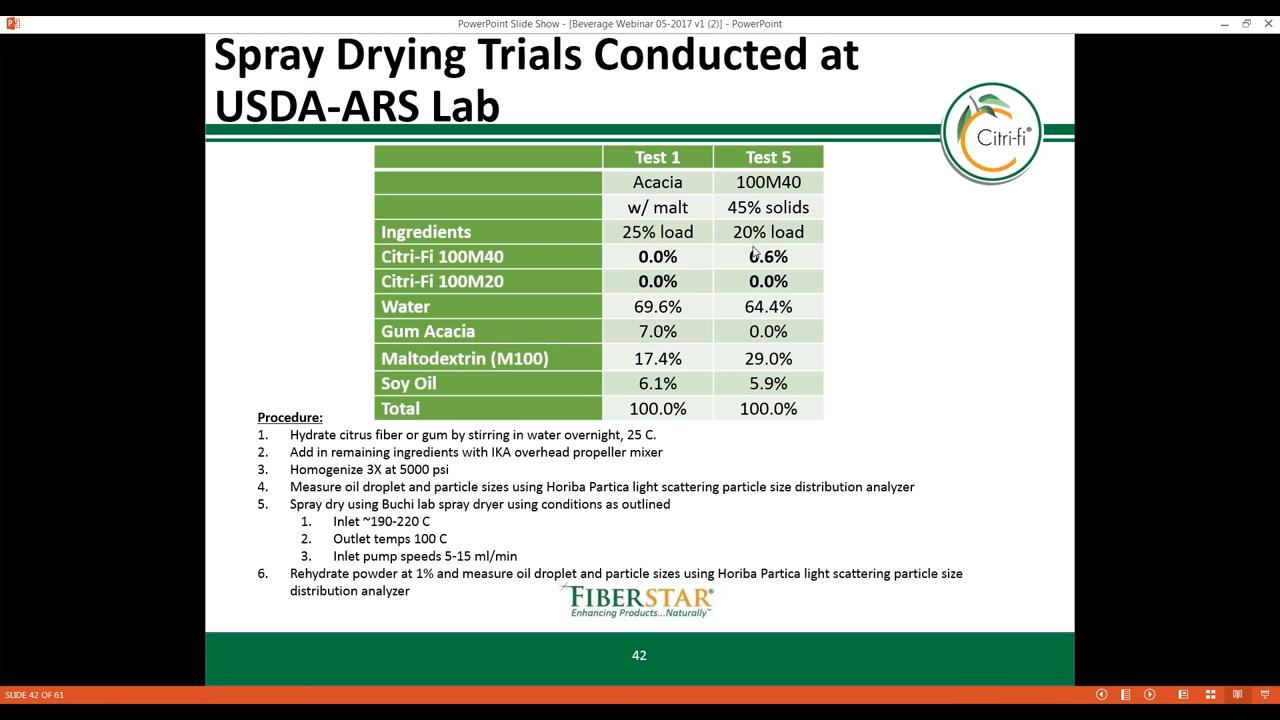 PowerPoint Slide Show - [Beverage Webinar 05-2017 v1 (2)] - PowerPoint
Spray Drying Trials Conducted at
USDA-ARS Lab
Citri-fi®
Test 1 Test 5
Acacia 100M40
w/ malt 45% solids
Ingredients 25% load 20% load
Citri-Fi 100M40 0.0% 0.6%
Citri-Fi 100M20 0.0% 0.0%
Water 69.6% 64.4%
Gum Acacia 7.0% 0.0%
Maltodextrin (M100) 17.4% 29.0%
Soy Oil 6.1% 5.9%
Total 100.0% 100.0%
Procedure:
1. Hydrate citrus fiber or gum by stirring in water overnight, 25 C.
2. Add in remaining ingredients with IKA overhead propeller mixer
3. Homogenize 3X at 5000 psi
4. Measure oil droplet and particle sizes using Horiba Partica light scattering particle size distribution analyzer
5. Spray dry using Buchi lab spray dryer using conditions as outlined
1. Inlet ~190-220 C
2. Outlet temps 100 C
3. Inlet pump speeds 5-15 ml/min
6. Rehydrate powder at 1% and measure oil droplet and particle sizes using Horiba Partica light scattering particle size
distribution analyzer
FIBERSTAR®
Enhancing Products...Naturally™
42
SLIDE 42 OF 61